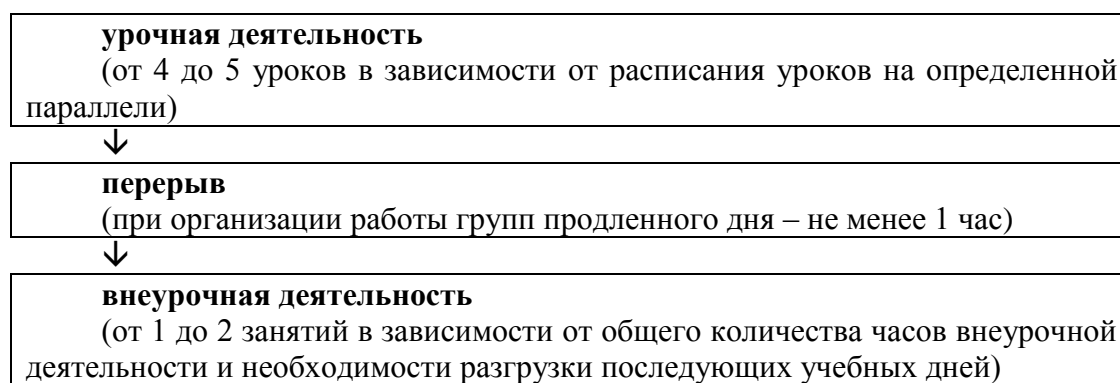 урочная деятельность
(от 4 до 5 уроков в зависимости от расписания уроков на определенной
параллели)
↓
перерыв
(при организации работы групп продленного дня – не менее 1 час)
↓
внеурочная деятельность
(от 1 до 2 занятий в зависимости от общего количества часов внеурочной
деятельности и необходимости разгрузки последующих учебных дней)